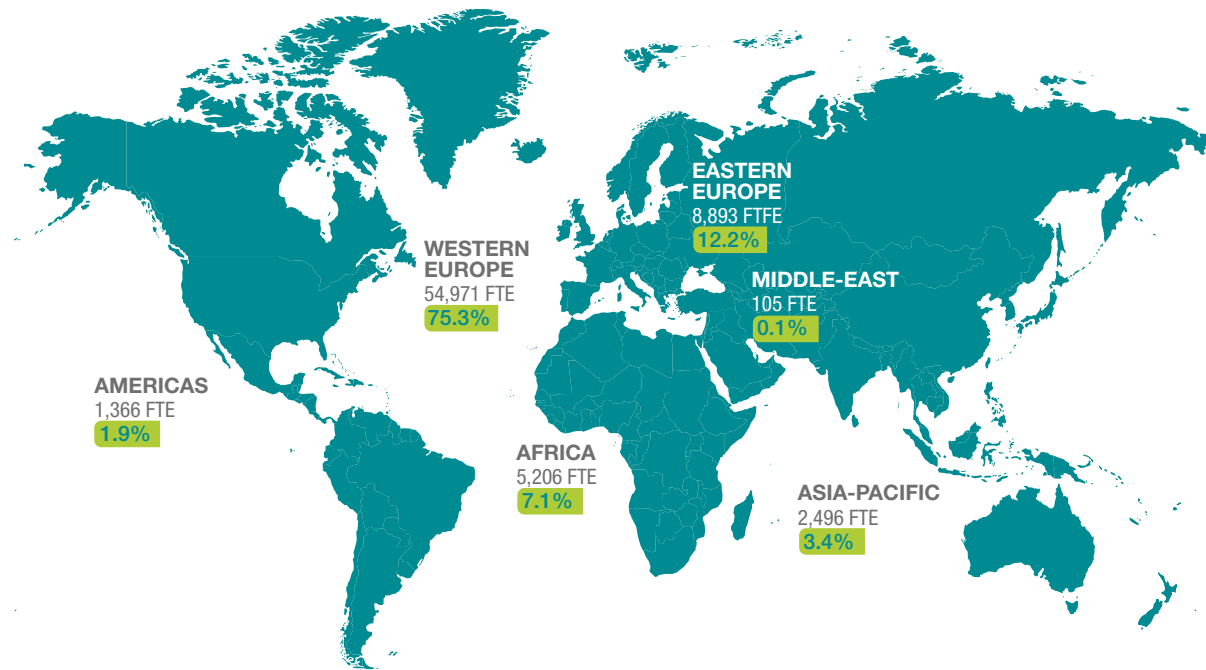 EASTERN
EUROPE
8,893 FTFE
12.2%
WESTERN
EUROPE
54,971 FTE
75.3%
MIDDLE-EAST
105 FTE
0.1%
AMERICAS
1,366 FTE
1.9%
AFRICA
5,206 FTE
7.1%
ASIA-PACIFIC
2,496 FTE
3.4%